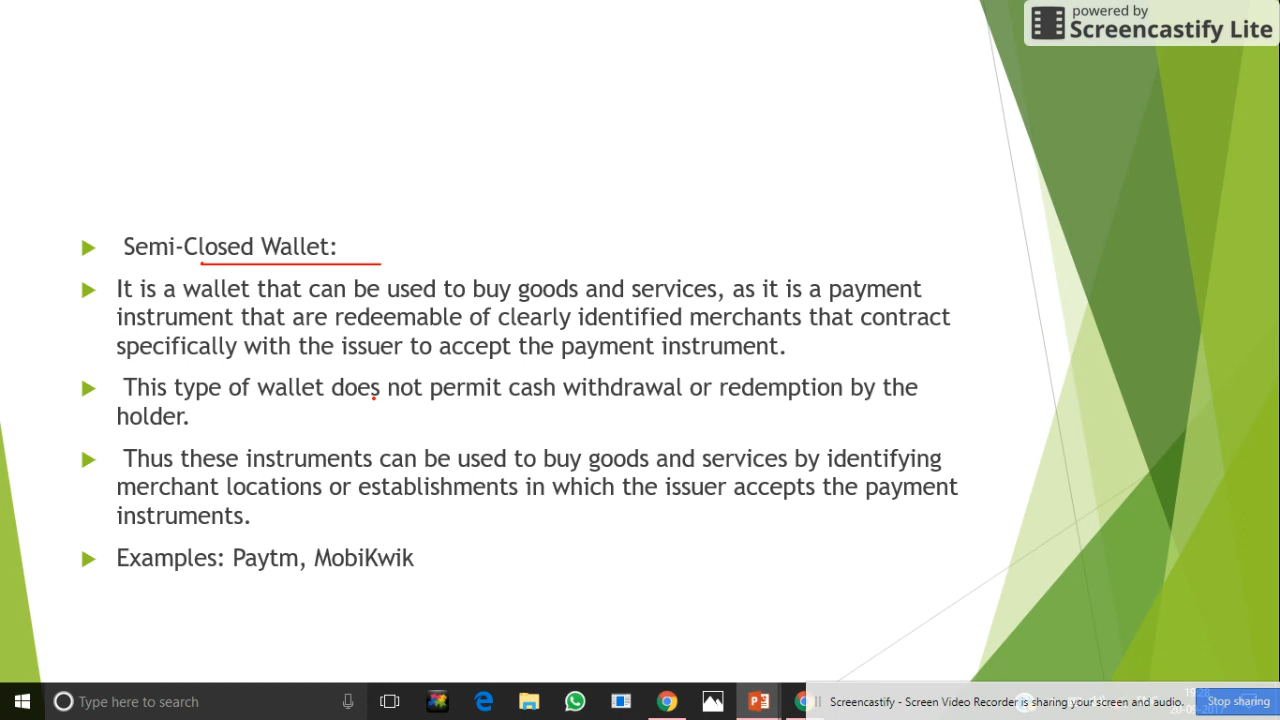 powered by
Screencastify Lite
Semi-Closed Wallet:
It is a wallet that can be used to buy goods and services, as it is a payment
instrument that are redeemable of clearly identified merchants that contract
specifically with the issuer to accept the payment instrument.
This type of wallet does not permit cash withdrawal or redemption by the
holder.
Thus these instruments can be used to buy goods and services by identifying
merchant locations or establishments in which the issuer accepts the payment
instruments.
Examples: Paytm, MobiKwik
Type here to search
Screencastify - Screen Video Recorder is sharing your screen and audio.
Stop sharing